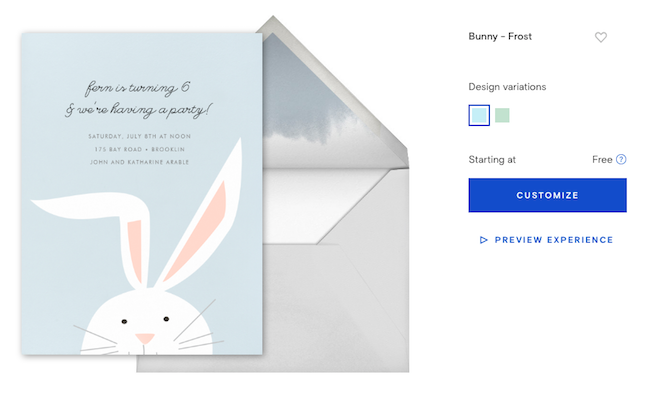 fern is turning 6
& we're having a party!
SATURDAY, JULY 8TH AT NOON
175 BAY ROAD • BROOKLIN
JOHN AND KATHARINE ARABLE
Bunny - Frost
Design variations
Starting at
Free ?
CUSTOMIZE
PREVIEW EXPERIENCE